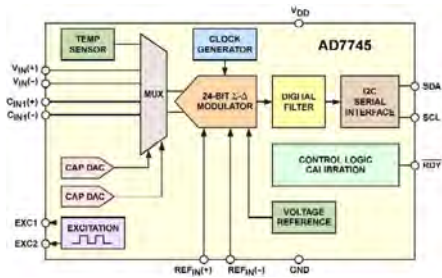 VDD
TEMP
SENSOR
CLOCK
GENERATOR
AD7745
VIN(+)
VIN(−)
CIN1(+)
CIN1(−)
MUX
24-BIT Σ-Δ
MODULATOR
DIGITAL
FILTER
I2C
SERIAL
INTERFACE
SDA
SCL
CAP DAC
CAP DAC
CONTROL LOGIC
CALIBRATION
RDY
EXC1
EXC2
EXCITATION
VOLTAGE
REFERENCE
REFIN(+)
REFIN(−)
GND